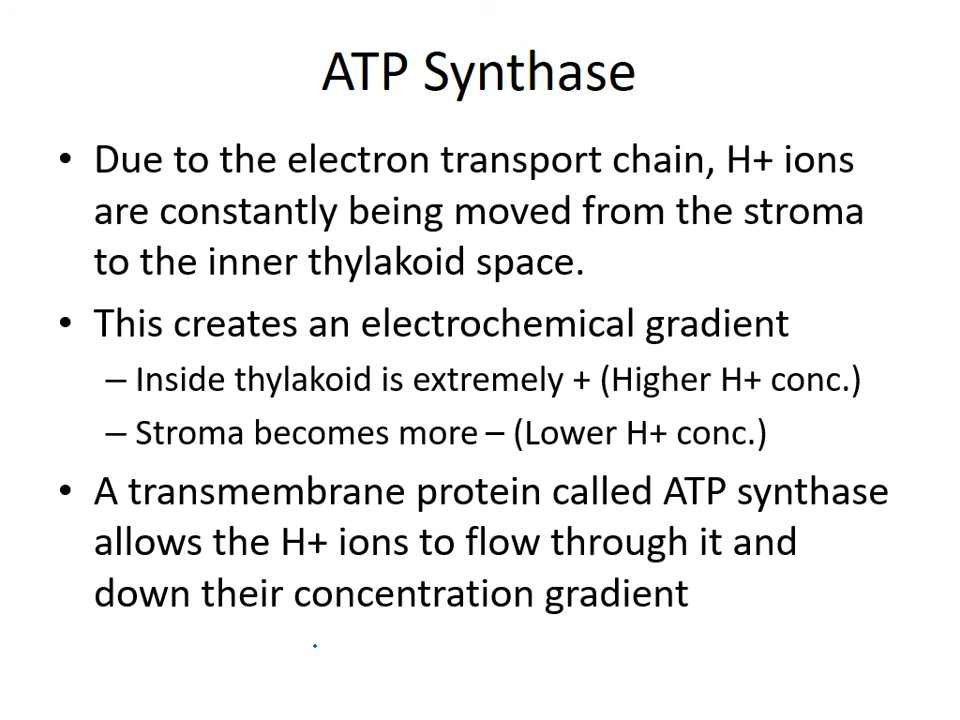 ATP Synthase
• Due to the electron transport chain, H+ ions
are constantly being moved from the stroma
to the inner thylakoid space.
• This creates an electrochemical gradient
– Inside thylakoid is extremely + (Higher H+ conc.)
– Stroma becomes more – (Lower H+ conc.)
• A transmembrane protein called ATP synthase
allows the H+ ions to flow through it and
down their concentration gradient